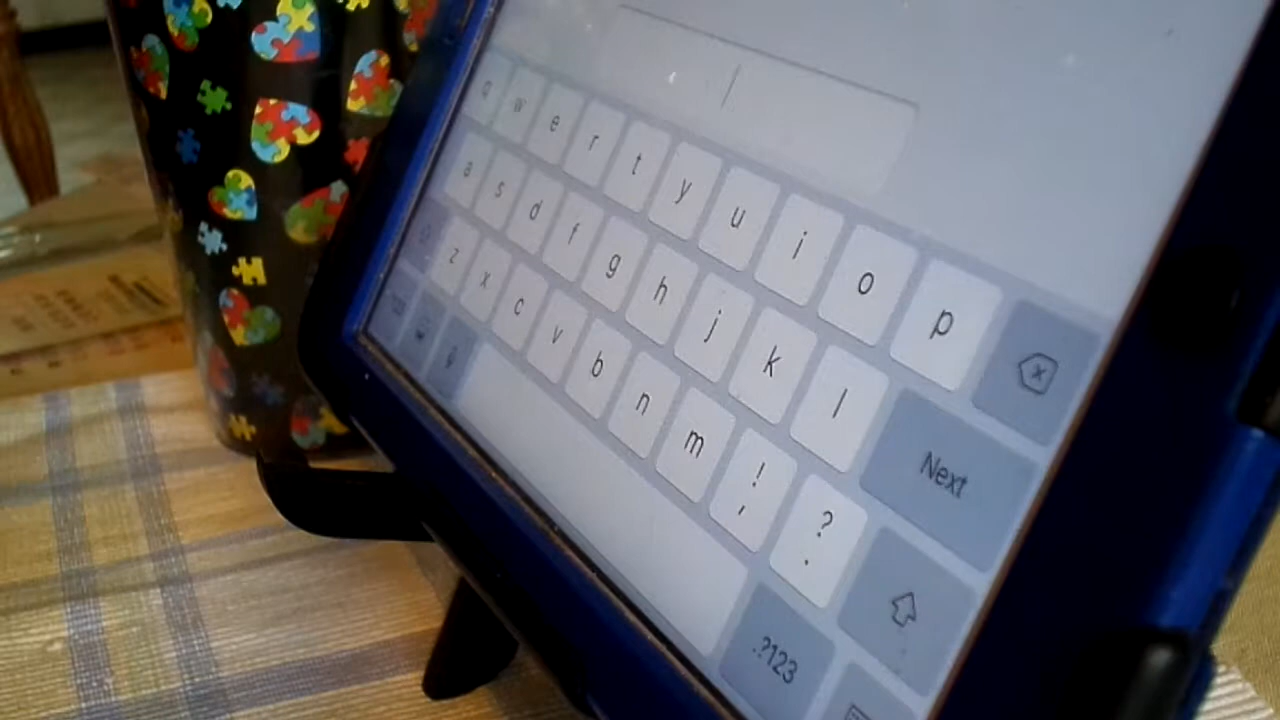 q w e r t y u i o p
a s d f g h j k l Next
z x c v b n m ! , ? .
.?123